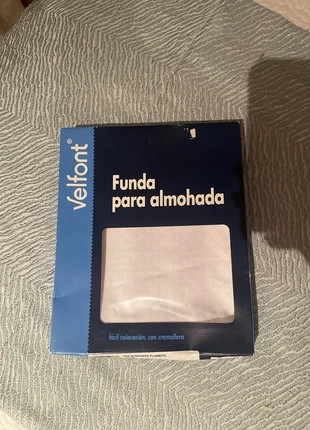 Velfont®
Funda
para almohada
fácil colocación, con cremallera